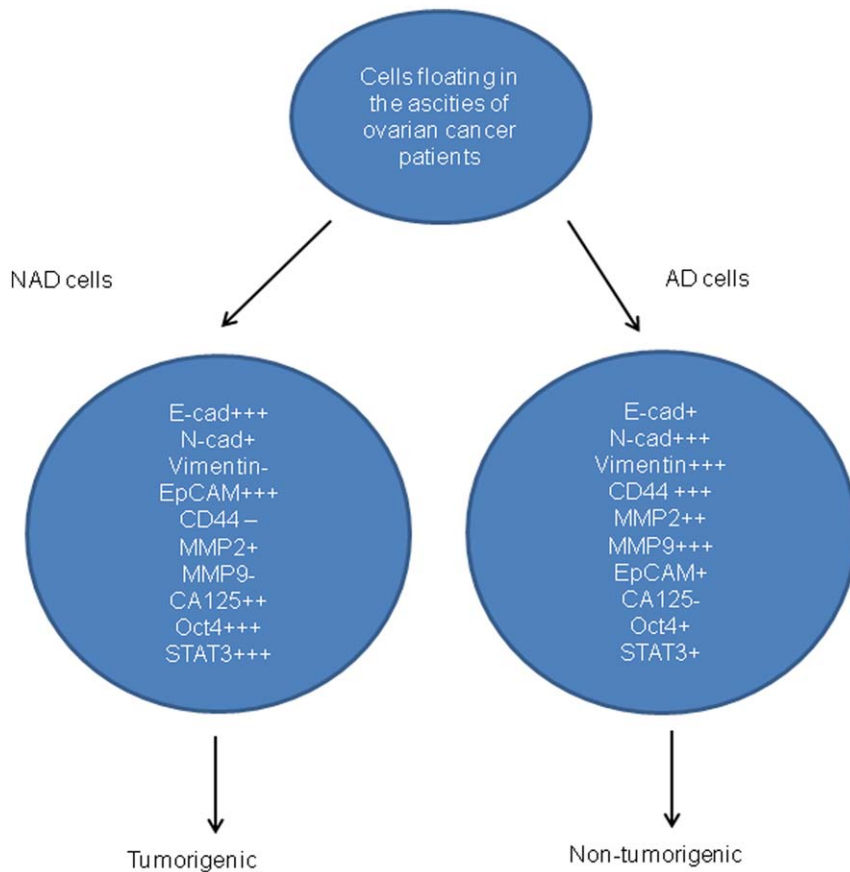 Cells floating in
the ascities of
ovarian cancer
patients
NAD cells
AD cells
E-cad+++
N-cad+
Vimentin-
EpCAM+++
CD44 –
MMP2+
MMP9-
CA125++
Oct4+++
STAT3+++
E-cad+
N-cad+++
Vimentin+++
CD44 +++
MMP2++
MMP9+++
EpCAM+
CA125-
Oct4+
STAT3+
Tumorigenic
Non-tumorigenic